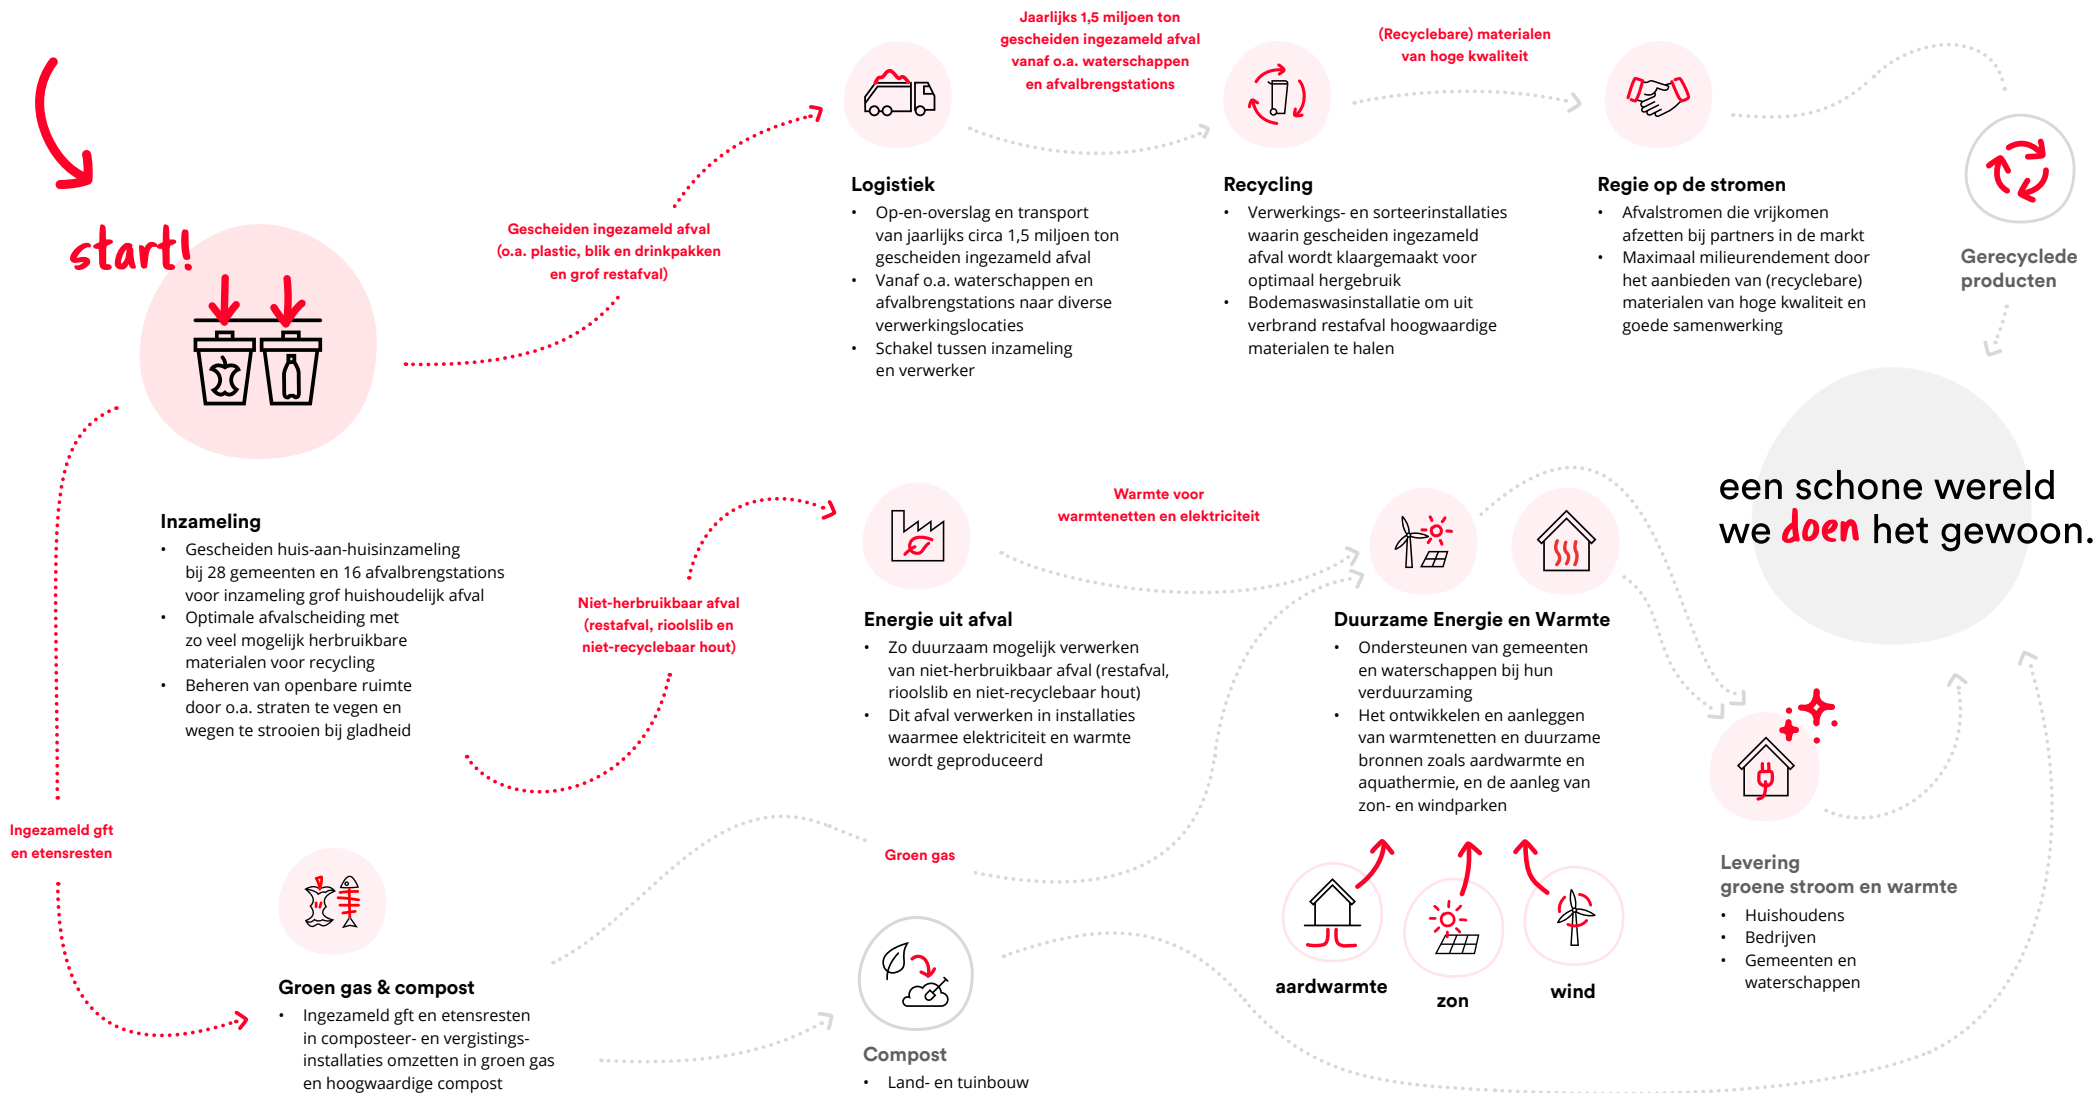 start!
Inzameling
• Gescheiden huis-aan-huisinzameling
bij 28 gemeenten en 16 afvalbrengstations
voor inzameling grof huishoudelijk afval
• Optimale afvalscheiding met
zo veel mogelijk herbruikbare
materialen voor recycling
• Beheren van openbare ruimte
door o.a. straten te vegen en
wegen te strooien bij gladheid
Gescheiden ingezameld afval
(o.a. plastic, blik en drinkpakken
en grof restafval)
Logistiek
• Op-en-overslag en transport
van jaarlijks circa 1,5 miljoen ton
gescheiden ingezameld afval
• Vanaf o.a. waterschappen en
afvalbrengstations naar diverse
verwerkingslocaties
• Schakel tussen inzameling
en verwerker
Jaarlijks 1,5 miljoen ton
gescheiden ingezameld afval
vanaf o.a. waterschappen
en afvalbrengstations
Recycling
• Verwerkings- en sorteerinstallaties
waarin gescheiden ingezameld
afval wordt klaargemaakt voor
optimaal hergebruik
• Bodemaswasinstallatie om uit
verbrand restafval hoogwaardige
materialen te halen
(Recyclebare) materialen
van hoge kwaliteit
Regie op de stromen
• Afvalstromen die vrijkomen
afzetten bij partners in de markt
• Maximaal milieurendement door
het aanbieden van (recyclebare)
materialen van hoge kwaliteit en
goede samenwerking
Gerecyclede
producten
een schone wereld
we doen het gewoon.
Niet-herbruikbaar afval
(restafval, rioolslib en
niet-recyclebaar hout)
Energie uit afval
• Zo duurzaam mogelijk verwerken
van niet-herbruikbaar afval (restafval,
rioolslib en niet-recyclebaar hout)
• Dit afval verwerken in installaties
waarmee elektriciteit en warmte
wordt geproduceerd
Warmte voor
warmtenetten en elektriciteit
Duurzame Energie en Warmte
• Ondersteunen van gemeenten
en waterschappen bij hun
verduurzaming
• Het ontwikkelen en aanleggen
van warmtenetten en duurzame
bronnen zoals aardwarmte en
aquathermie, en de aanleg van
zon- en windparken
aardwarmte
zon
wind
Levering
groene stroom en warmte
• Huishoudens
• Bedrijven
• Gemeenten en
waterschappen
Ingezameld gft
en etensresten
Groen gas & compost
• Ingezameld gft en etensresten
in composteer- en vergistings-
installaties omzetten in groen gas
en hoogwaardige compost
Groen gas
Compost
• Land- en tuinbouw